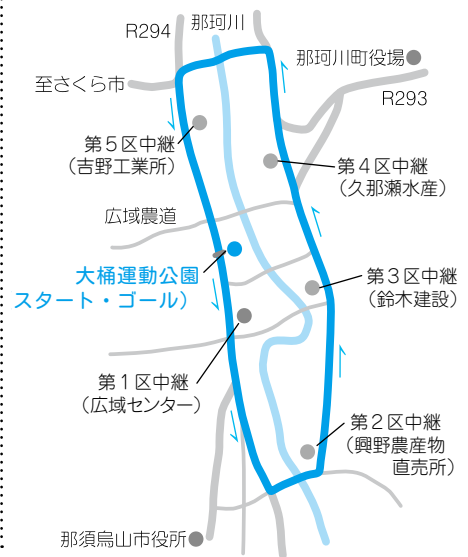 那珂川
R294
那珂川町役場
至さくら市
R293
第５区中継
（吉野工業所）
第４区中継
（久那瀬水産）
広域農道
大桶運動公園
スタート・ゴール）
第３区中継
（鈴木建設）
第１区中継
（広域センター）
第２区中継
（興野農産物
直売所）
那須烏山市役所